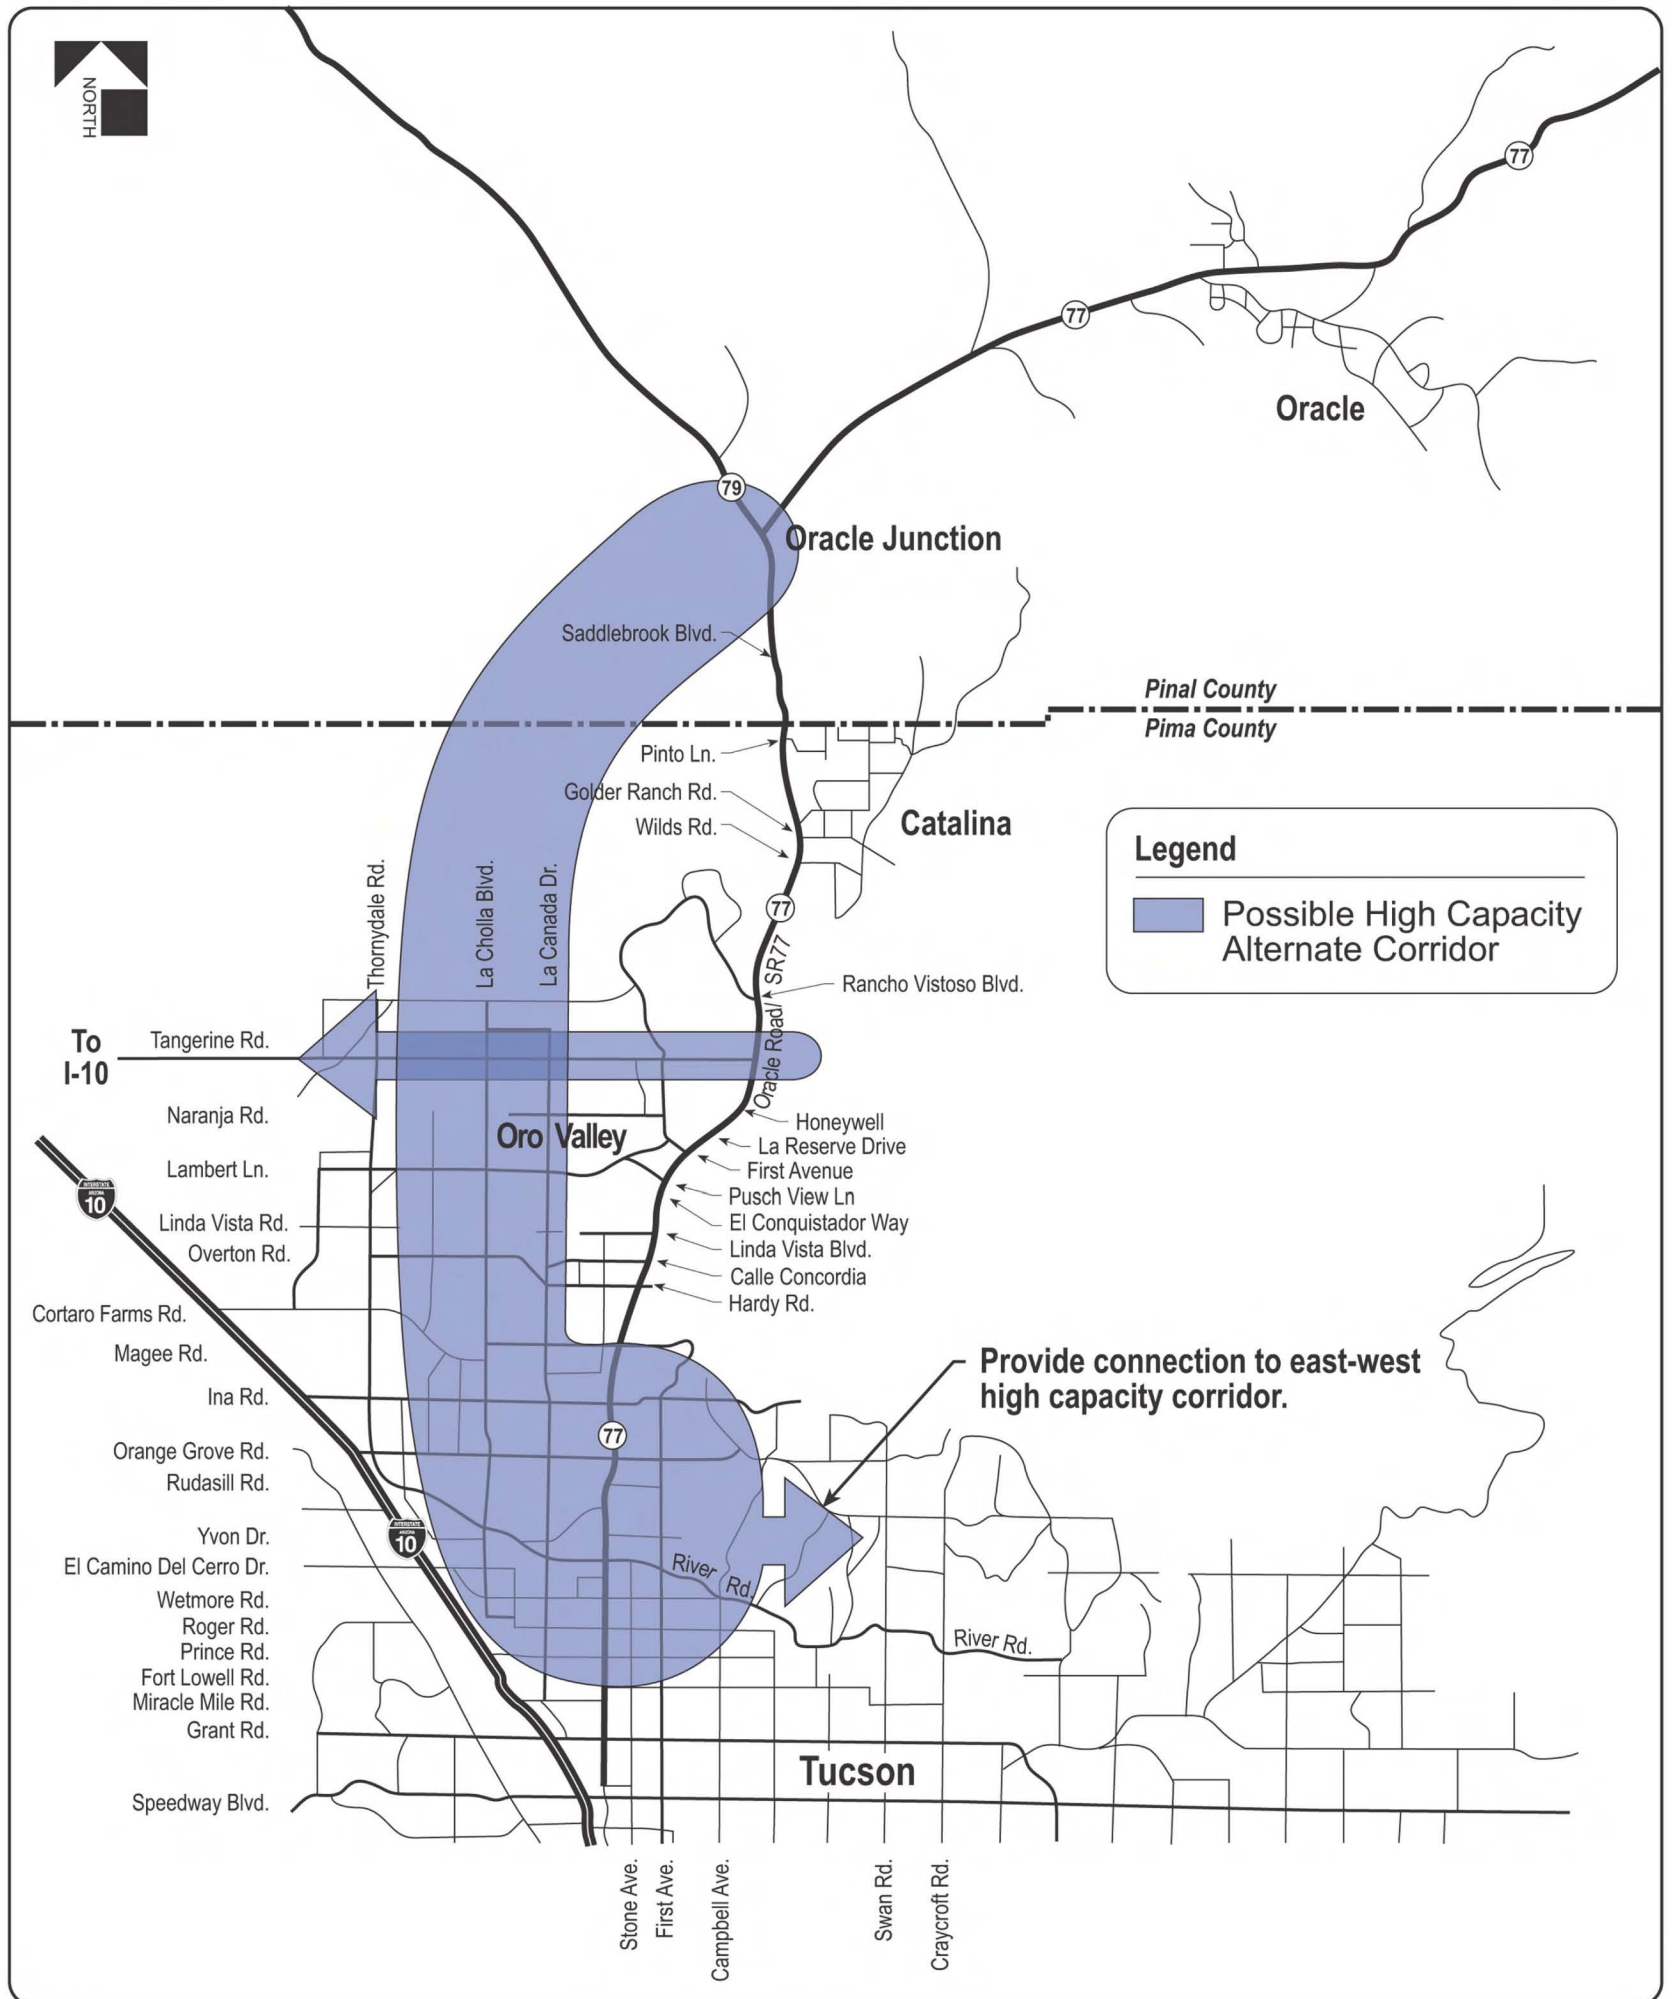 NORTH
77
77
Oracle
79
Oracle Junction
Saddlebrook Blvd.
Pinal County
Pima County
Pinto Ln.
Golder Ranch Rd.
Wilds Rd.
Catalina
Legend
Possible High Capacity
Alternate Corridor
Thornydale Rd.
La Cholla Blvd.
La Canada Dr.
77
Oracle Road/ SR77
Rancho Vistoso Blvd.
To
I-10
Tangerine Rd.
Naranja Rd.
Oro Valley
Honeywell
La Reserve Drive
First Avenue
Pusch View Ln
El Conquistador Way
Linda Vista Blvd.
Calle Concordia
Hardy Rd.
Lambert Ln.
INTERSTATE
ARIZONA
10
Linda Vista Rd.
Overton Rd.
Cortaro Farms Rd.
Magee Rd.
Ina Rd.
Provide connection to east-west
high capacity corridor.
77
Orange Grove Rd.
Rudasill Rd.
INTERSTATE
ARIZONA
10
Yvon Dr.
El Camino Del Cerro Dr.
River Rd.
Wetmore Rd.
Roger Rd.
Prince Rd.
River Rd.
Fort Lowell Rd.
Miracle Mile Rd.
Grant Rd.
Tucson
Speedway Blvd.
Stone Ave.
First Ave.
Campbell Ave.
Swan Rd.
Craycroft Rd.